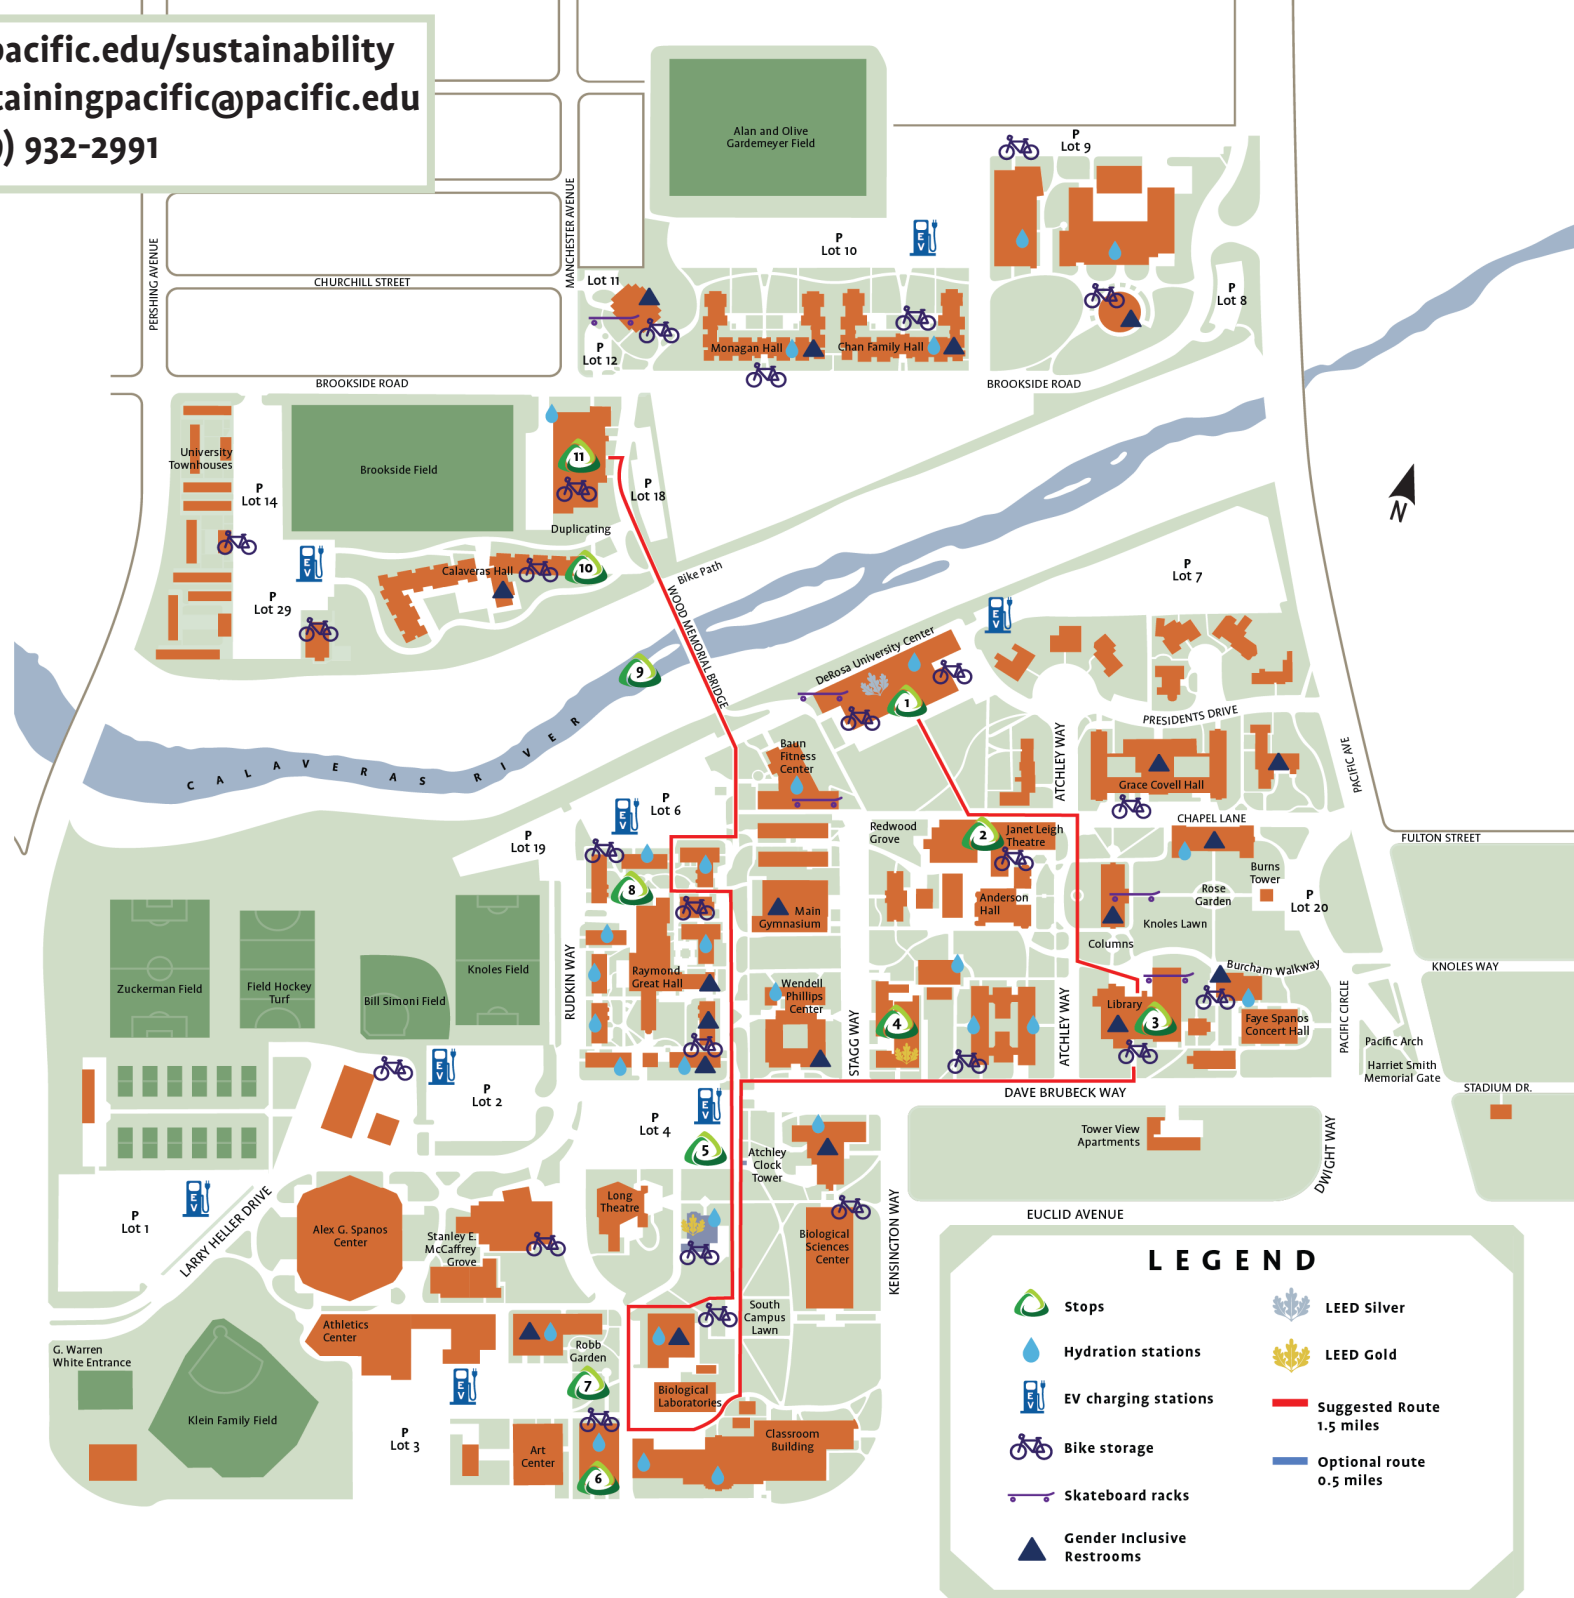 pacific.edu/sustainability
tainingpacific@pacific.edu
) 932-2991
Alan and Olive
Gardemeyer Field
P
Lot 9
MANCHESTER AVENUE
PERSHING AVENUE
P
Lot 10
EV
CHURCHILL STREET
Lot 11
P
Lot 8
P
Lot 12
Monagan Hall
Chan Family Hall
BROOKSIDE ROAD
BROOKSIDE ROAD
University
Townhouses
Brookside Field
11
P
Lot 14
P
Lot 18
N
Duplicating
EV
Calaveras Hall
10
Bike Path
P
Lot 7
P
Lot 29
WOOD MEMORIAL BRIDGE
EV
9
DeRosa University Center
1
CALAVERAS RIVER
PRESIDENTS DRIVE
ATCHLEY WAY
PACIFIC AVE
Baun
Fitness
Center
Grace Covell Hall
EV
P
Lot 6
CHAPEL LANE
P
Lot 19
Redwood
Grove
2
Janet Leigh
Theatre
FULTON STREET
8
Burns
Tower
Rose
Garden
P
Lot 20
Anderson
Hall
Main
Gymnasium
Knoles Lawn
Columns
RUDKIN WAY
Knoles Field
Raymond
Great Hall
Burcham Walkway
KNOLES WAY
Zuckerman Field
Field Hockey
Turf
Bill Simoni Field
Wendell
Phillips
Center
Library
3
4
STAGG WAY
ATCHLEY WAY
Faye Spanos
Concert Hall
PACIFIC CIRCLE
Pacific Arch
Harriet Smith
Memorial Gate
EV
P
Lot 2
EV
DAVE BRUBECK WAY
STADIUM DR.
P
Lot 4
5
Tower View
Apartments
DWIGHT WAY
Atchley
Clock
Tower
EV
P
Lot 1
LARRY HELLER DRIVE
Long
Theatre
KENSINGTON WAY
EUCLID AVENUE
Alex G. Spanos
Center
Stanley E.
McCaffrey
Grove
Biological
Sciences
Center
LEGEND
Stops
LEED Silver
Hydration stations
LEED Gold
EV
EV charging stations
Suggested Route
1.5 miles
Bike storage
Optional route
0.5 miles
Skateboard racks
Gender Inclusive
Restrooms
South
Campus
Lawn
Athletics
Center
G. Warren
White Entrance
Robb
Garden
EV
7
Biological
Laboratories
Klein Family Field
P
Lot 3
Art
Center
6
Classroom
Building